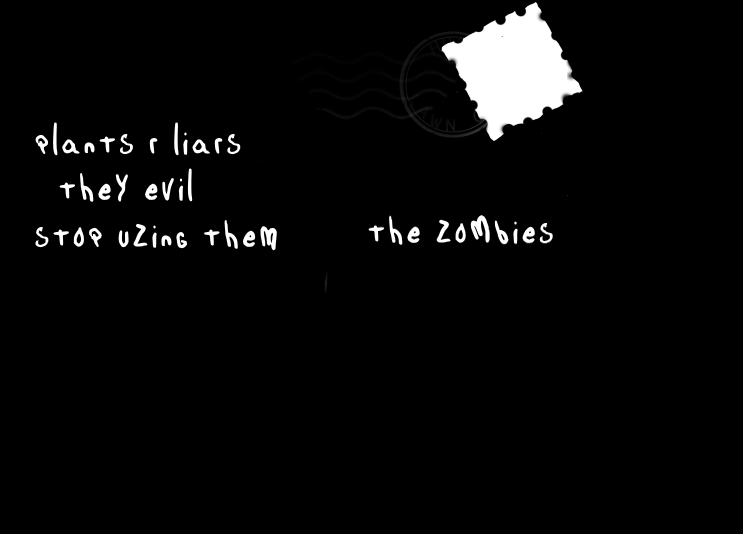 plants r liars
they evil
stop uzing them
the zombies